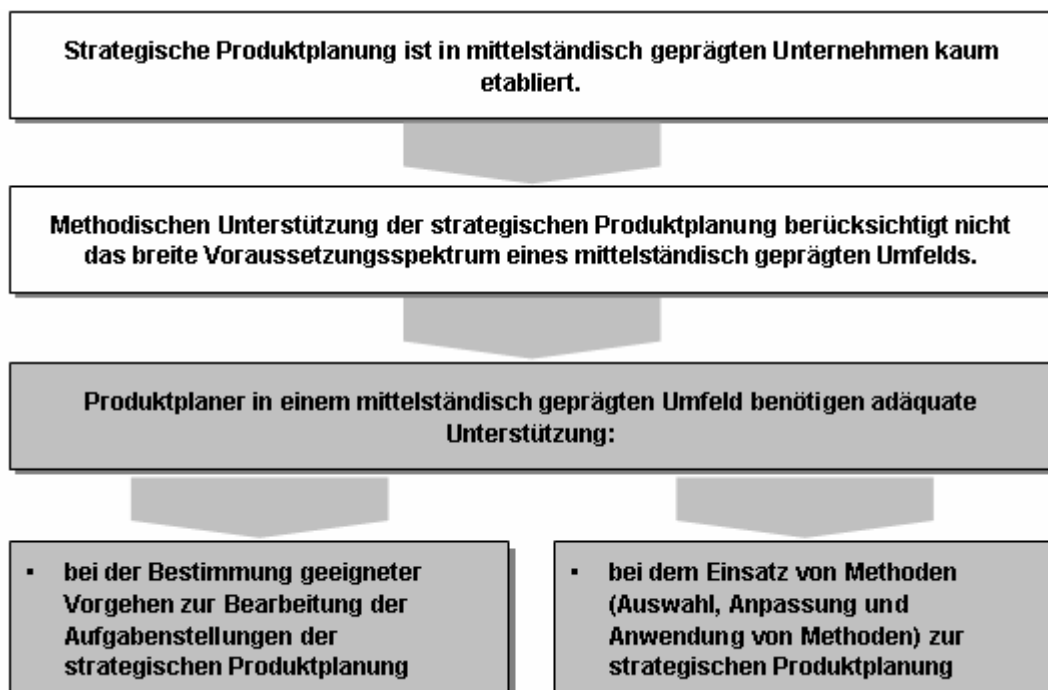 Strategische Produktplanung ist in mittelständisch geprägten Unternehmen kaum
etabliert.
Methodischen Unterstützung der strategischen Produktplanung berücksichtigt nicht
das breite Voraussetzungsspektrum eines mittelständisch geprägten Umfelds.
Produktplaner in einem mittelständisch geprägten Umfeld benötigen adäquate
Unterstützung:
▪ bei der Bestimmung geeigneter
Vorgehen zur Bearbeitung der
Aufgabenstellungen der
strategischen Produktplanung
▪ bei dem Einsatz von Methoden
(Auswahl, Anpassung und
Anwendung von Methoden) zur
strategischen Produktplanung